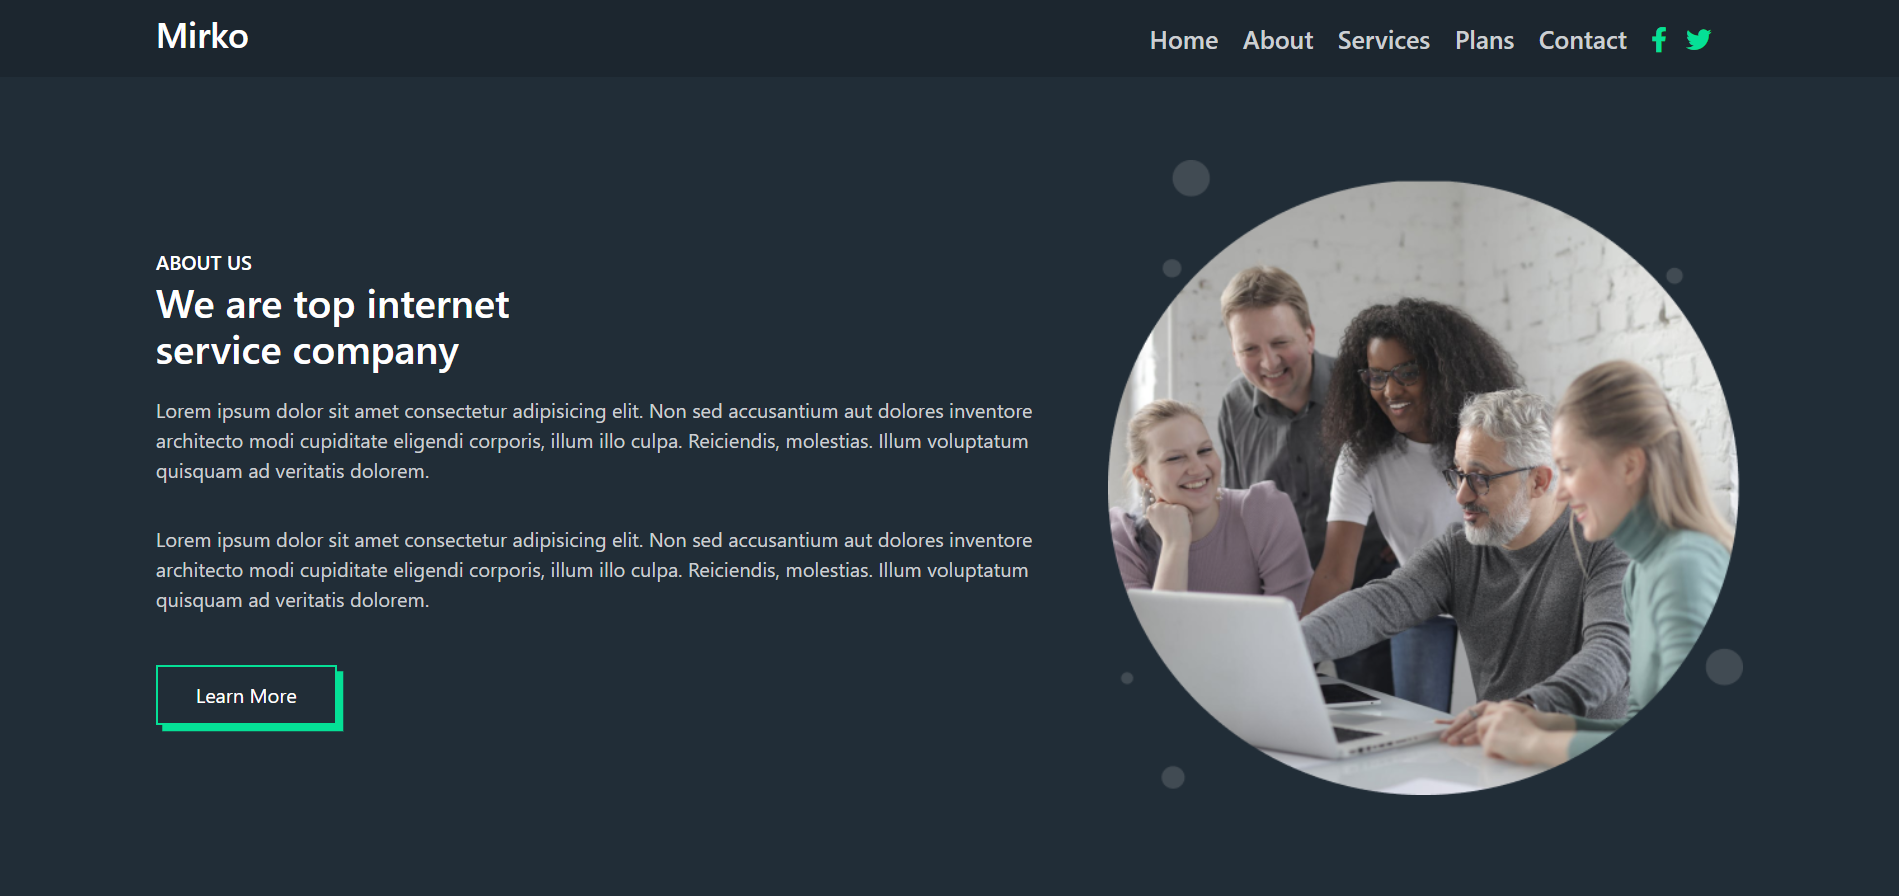 Mirko
Home About Services Plans Contact
ABOUT US
We are top internet
service company
Lorem ipsum dolor sit amet consectetur adipisicing elit. Non sed accusantium aut dolores inventore
architecto modi cupiditate eligendi corporis, illum illo culpa. Reiciendis, molestias. Illum voluptatum
quisquam ad veritatis dolorem.
Lorem ipsum dolor sit amet consectetur adipisicing elit. Non sed accusantium aut dolores inventore
architecto modi cupiditate eligendi corporis, illum illo culpa. Reiciendis, molestias. Illum voluptatum
quisquam ad veritatis dolorem.
Learn More